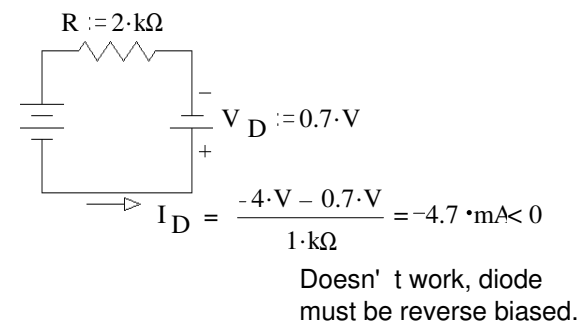 R := 2·kΩ
−
V D := 0.7·V
+
I D = -4·V – 0.7·V / 1·kΩ = -4.7 •mA< 0
Doesn' t work, diode
must be reverse biased.